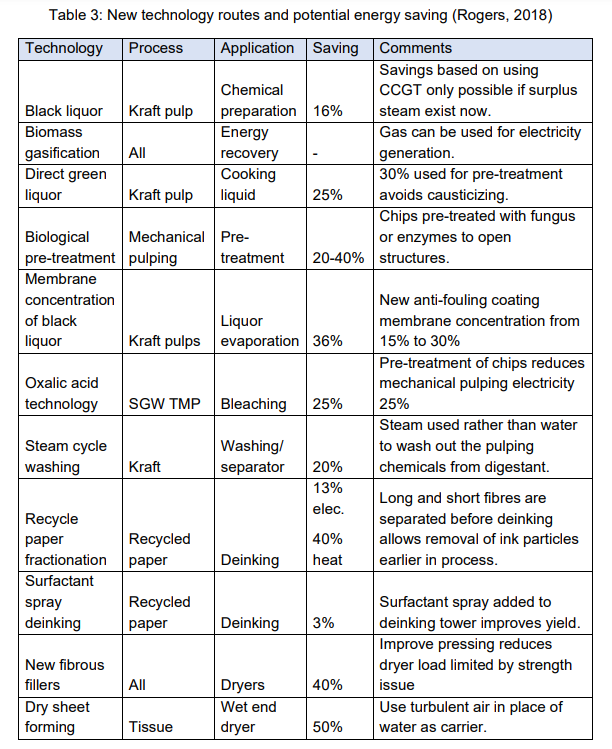 Table 3: New technology routes and potential energy saving (Rogers, 2018)
Technology Process Application Saving Comments
Black liquor Kraft pulp Chemical preparation 16% Savings based on using CCGT only possible if surplus steam exist now.
Biomass gasification All Energy recovery - Gas can be used for electricity generation.
Direct green liquor Kraft pulp Cooking liquid 25% 30% used for pre-treatment avoids causticizing.
Biological pre-treatment Mechanical pulping Pre-treatment 20-40% Chips pre-treated with fungus or enzymes to open structures.
Membrane concentration of black liquor Kraft pulps Liquor evaporation 36% New anti-fouling coating membrane concentration from 15% to 30%
Oxalic acid technology SGW TMP Bleaching 25% Pre-treatment of chips reduces mechanical pulping electricity 25%
Steam cycle washing Kraft Washing/ separator 20% Steam used rather than water to wash out the pulping chemicals from digestant.
Recycle paper fractionation Recycled paper Deinking 13% elec. 40% heat Long and short fibres are separated before deinking allows removal of ink particles earlier in process.
Surfactant spray deinking Recycled paper Deinking 3% Surfactant spray added to deinking tower improves yield.
New fibrous fillers All Dryers 40% Improve pressing reduces dryer load limited by strength issue
Dry sheet forming Tissue Wet end dryer 50% Use turbulent air in place of water as carrier.